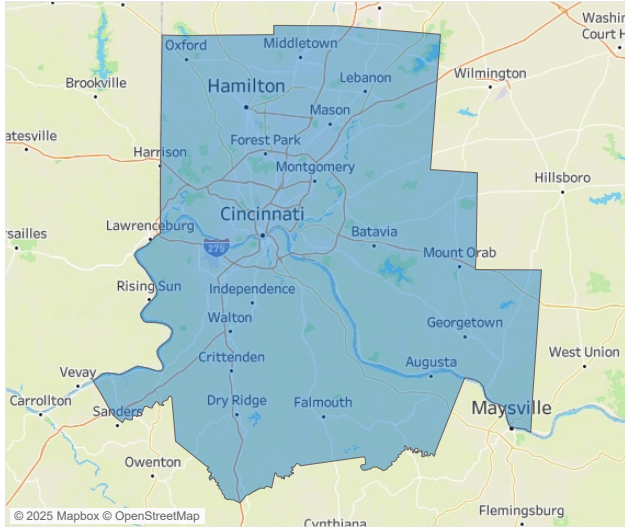 Washin
Court H
Oxford
Middletown
Brookville
Hamilton
Lebanon
Wilmington
Mason
atesville
Forest Park
Harrison
Montgomery
Hillsboro
Cincinnati
Lawrenceburg
sailles
275
Batavia
Mount Orab
Rising Sun
Independence
Walton
Georgetown
Crittenden
West Union
Vevay
Augusta
Carrollton
Sanders
Dry Ridge
Falmouth
Maysville
Owenton
Flemingsburg
© 2025 Mapbox © OpenStreetMap
Cynthiana